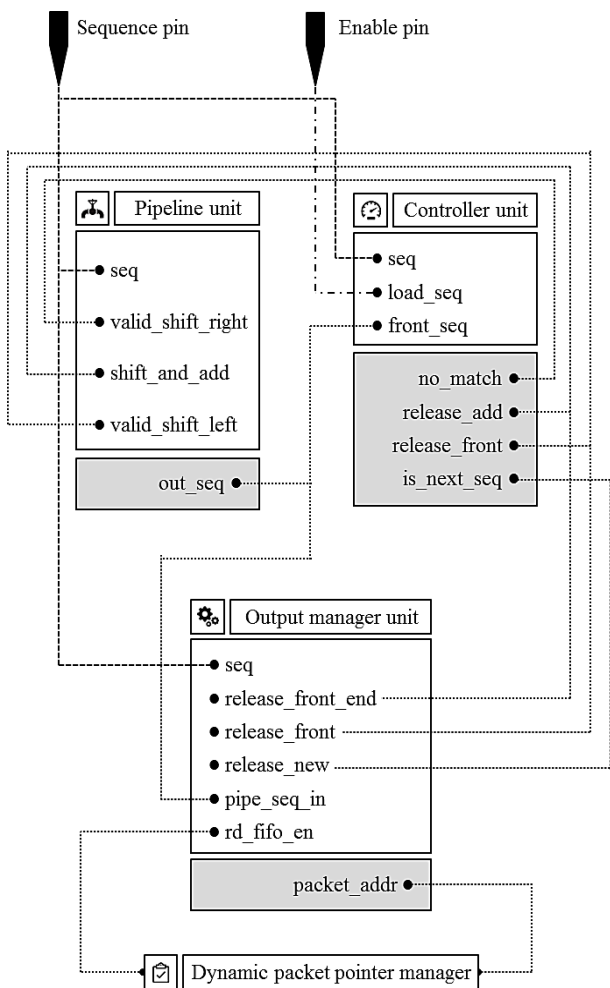 Sequence pin
Enable pin
Pipeline unit
seq
valid_shift_right
shift_and_add
valid_shift_left
out_seq
Controller unit
seq
load_seq
front_seq
no_match
release_add
release_front
is_next_seq
Output manager unit
seq
release_front_end
release_front
release_new
pipe_seq_in
rd_fifo_en
packet_addr
Dynamic packet pointer manager